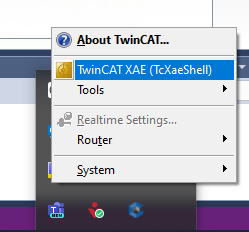 About TwinCAT...
TwinCAT XAE (TcXaeShell)
Tools
Realtime Settings...
Router
System